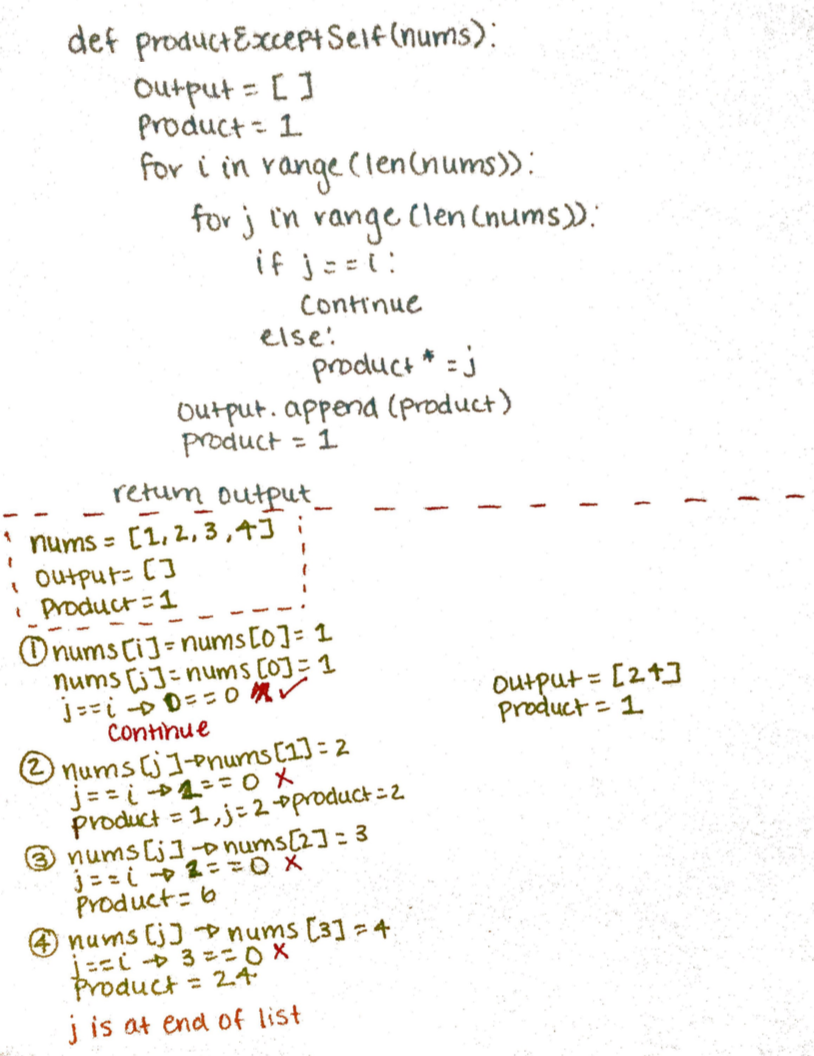 def productExceptSelf(nums):
output = [ ]
product = 1
for i in range(len(nums)):
for j in range(len(nums)):
if j==i:
continue
else:
product *=j
output.append(product)
product = 1
return output
nums = [1,2,3,4]
output= []
Product=1
① nums[i]=nums[0]= 1
nums[j]=nums[0]=1
j==i → 0==0 ✓
continue
② nums[j]→nums[1]=2
j==i → 1==0 x
product = 1, j=2→product=2
③ nums[j]→nums[2]=3
j==i → 2==0 x
Product=6
④ nums[j] → nums[3]=4
j==i → 3==0 x
Product = 24
j is at end of list
output = [24]
product = 1